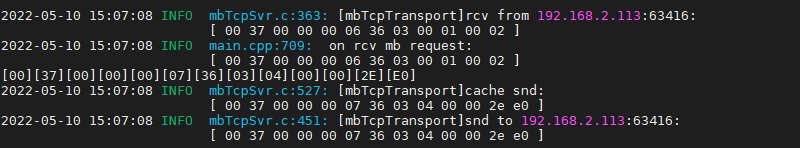 2022-05-10 15:07:08 INFO  mbTcpSvr.c:363: [mbTcpTransport]rcv from 192.168.2.113:63416:
[ 00 37 00 00 00 06 36 03 00 01 00 02 ]
2022-05-10 15:07:08 INFO  main.cpp:709:  on rcv mb request:
[ 00 37 00 00 00 06 36 03 00 01 00 02 ]
[00][37][00][00][00][07][36][03][04][00][00][2E][E0]
2022-05-10 15:07:08 INFO  mbTcpSvr.c:527: [mbTcpTransport]cache snd:
[ 00 37 00 00 00 07 36 03 04 00 00 2e e0 ]
2022-05-10 15:07:08 INFO  mbTcpSvr.c:451: [mbTcpTransport]snd to 192.168.2.113:63416:
[ 00 37 00 00 00 07 36 03 04 00 00 2e e0 ]